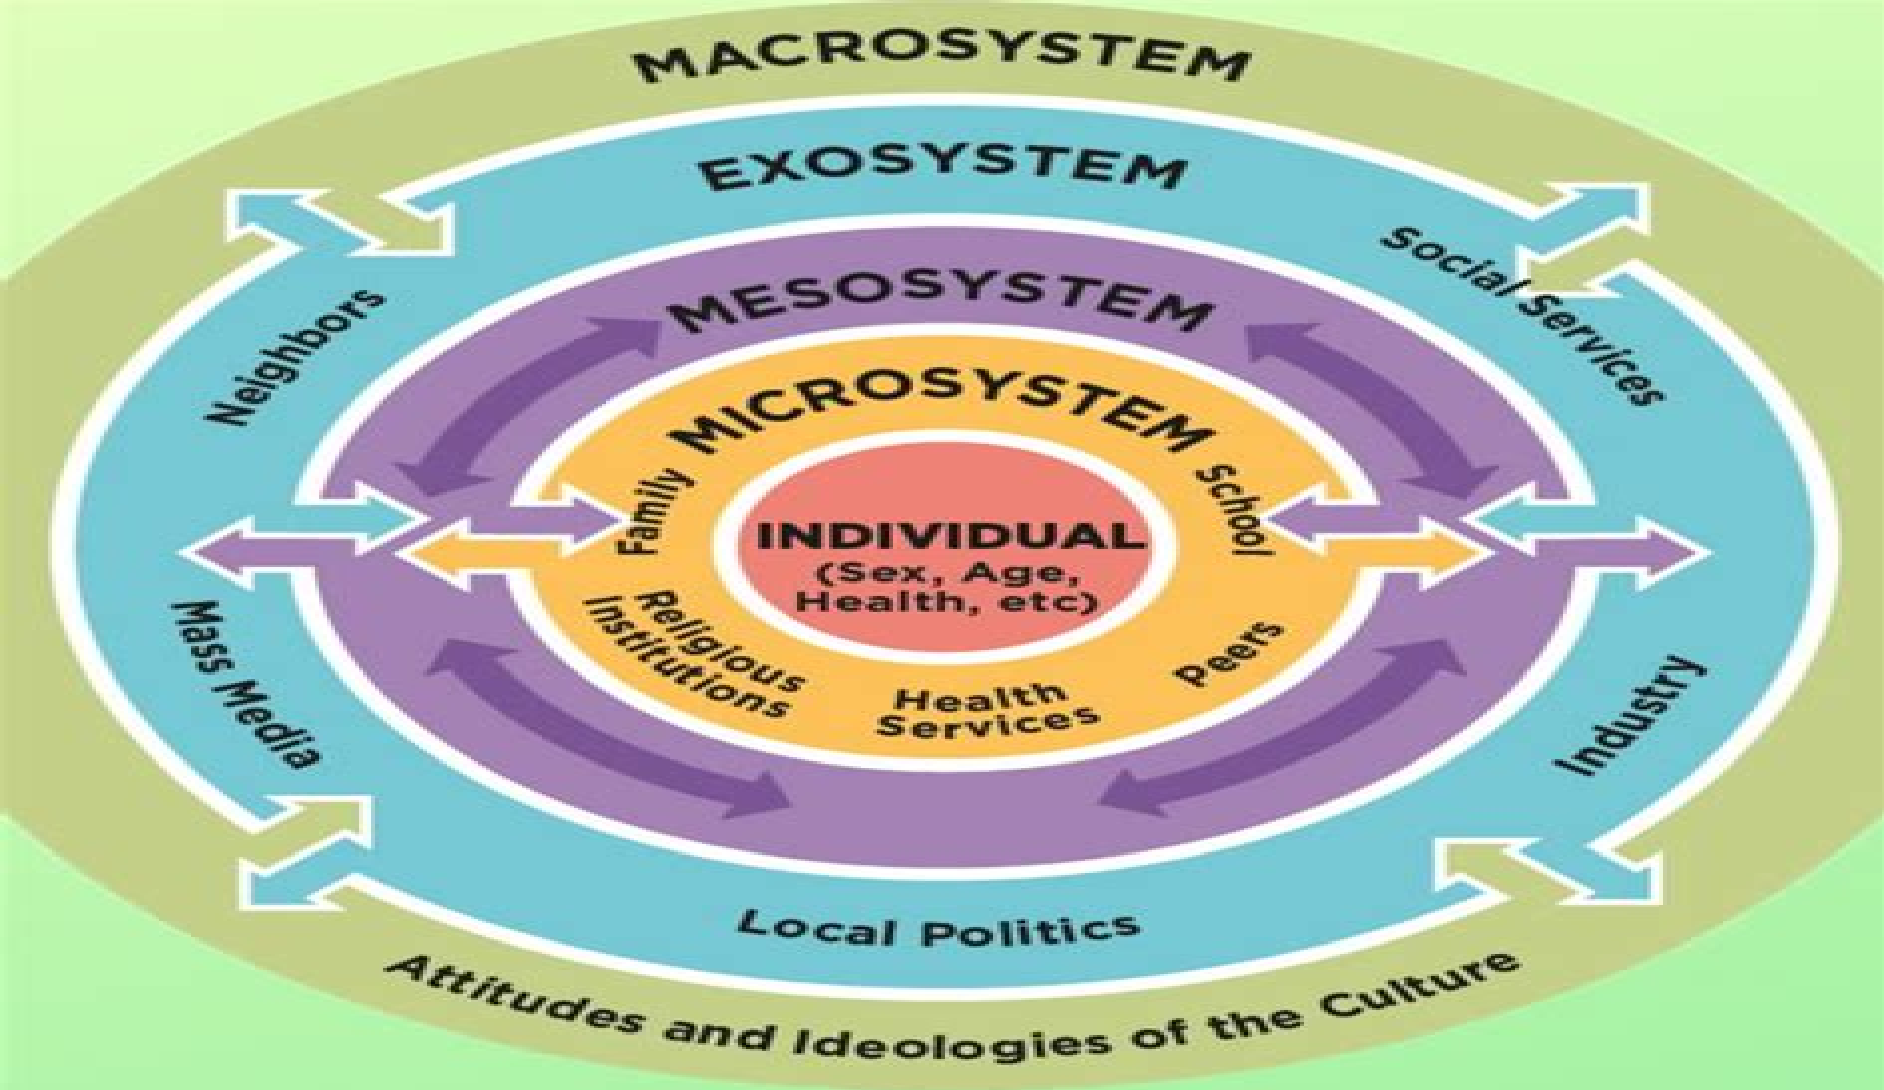 MACROSYSTEM
EXOSYSTEM
Social Services
Neighbors
MESOSYSTEM
MICROSYSTEM
Family
School
INDIVIDUAL
(Sex, Age,
Health, etc)
Religious
Institutions
Health
Services
Peers
Mass Media
Industry
Local Politics
Attitudes and Ideologies of the Culture